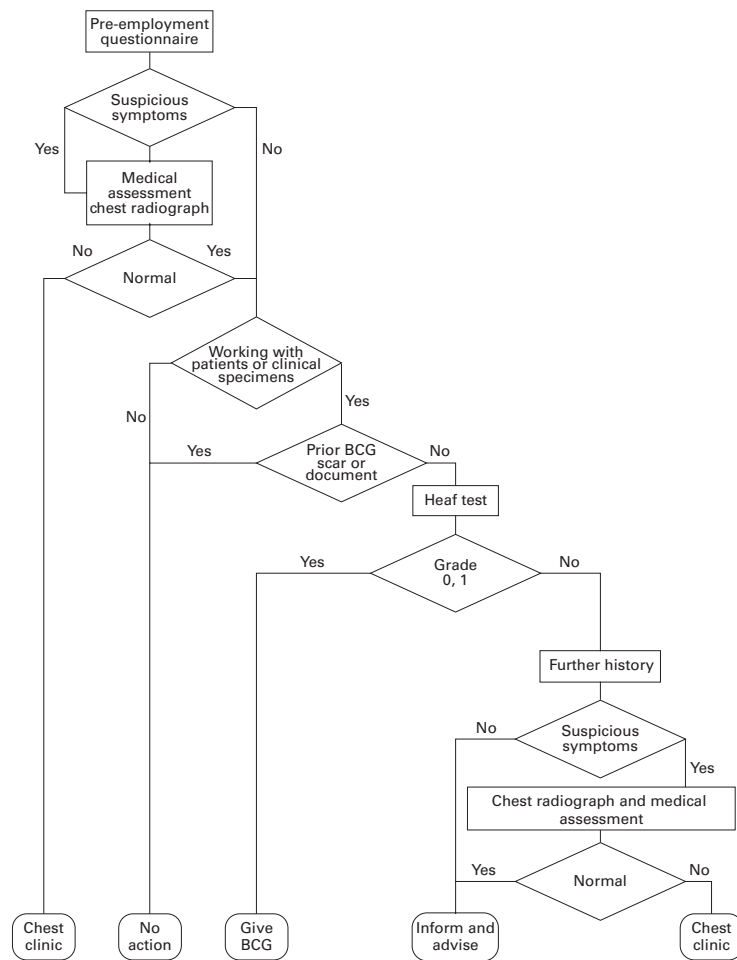 Pre-employment
questionnaire
Suspicious
symptoms
Yes
No
Medical
assessment
chest radiograph
No
Yes
Normal
Working with
patients or clinical
specimens
No
Yes
Yes
Prior BCG
scar or
document
No
Heaf test
Yes
Grade
0, 1
No
Further history
No
Suspicious
symptoms
Yes
Chest radiograph and medical
assessment
Yes
Normal
No
Chest
clinic
No
action
Give
BCG
Inform and
advise
Chest
clinic